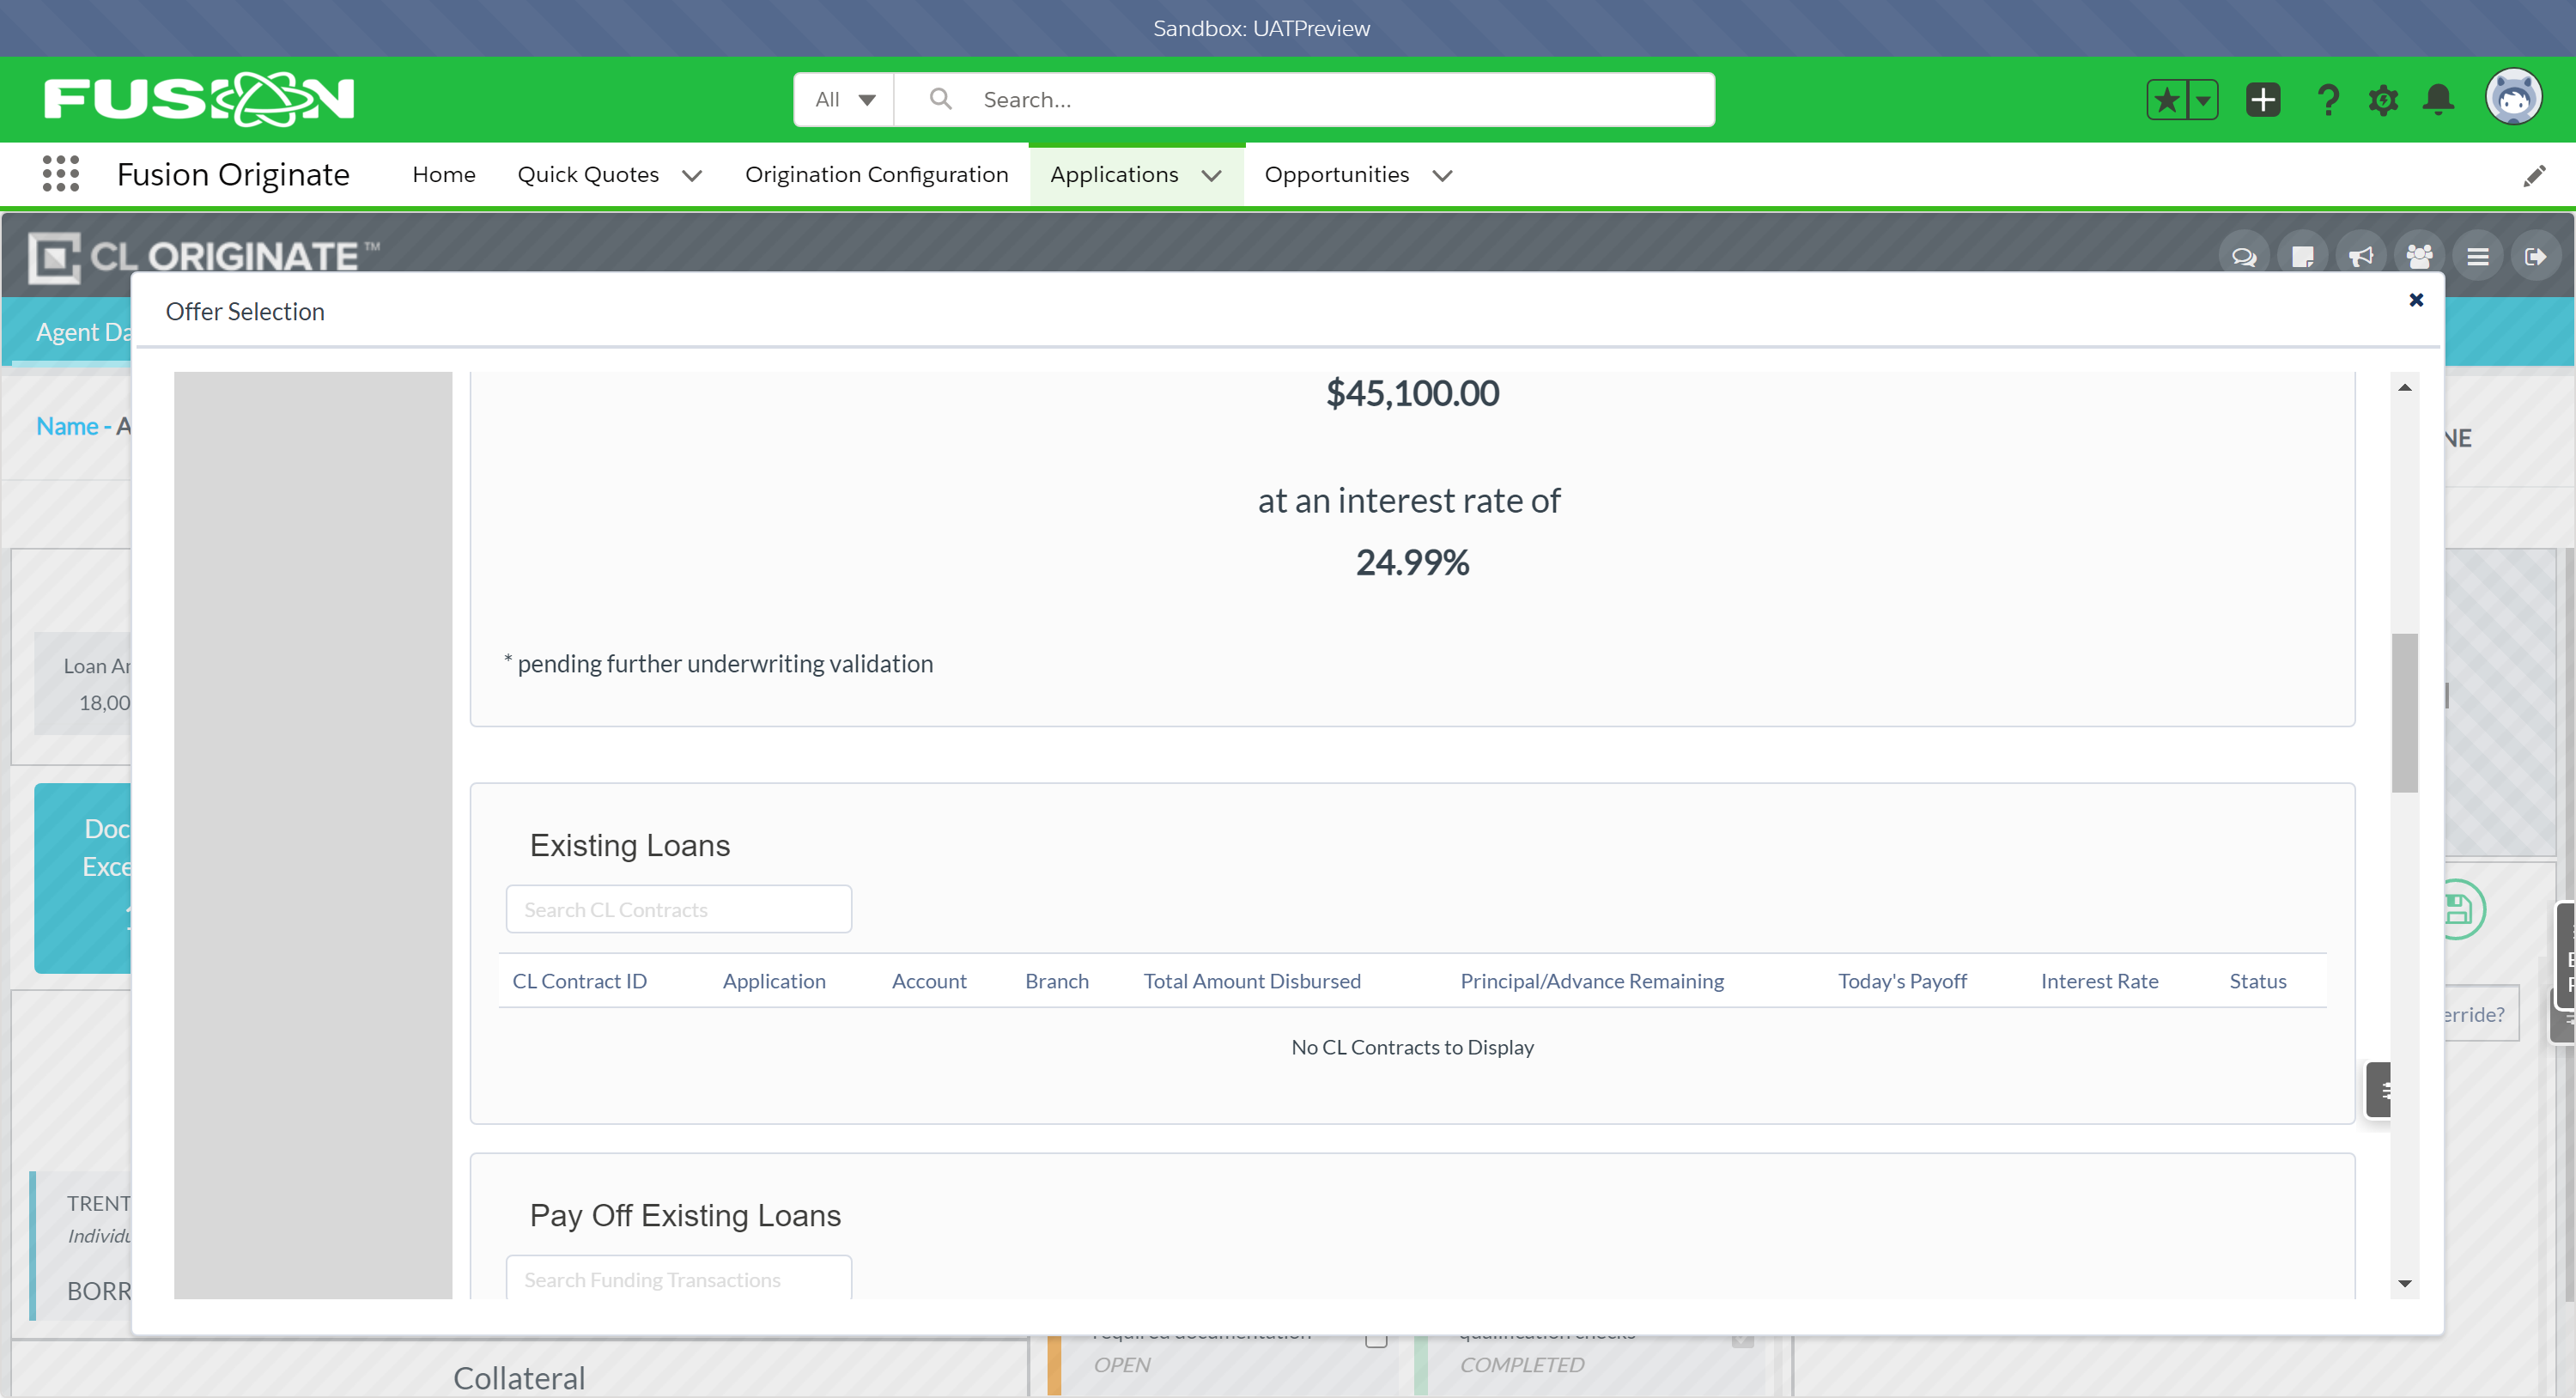 Sandbox: UATPreview
FUSION
All
Search...
Fusion Originate
Home
Quick Quotes
Origination Configuration
Applications
Opportunities
CL ORIGINATE™
Agent Da
Offer Selection
Name - A
NE
$45,100.00
at an interest rate of
24.99%
* pending further underwriting validation
Loan Ar
18,00
Doc
Exce
Existing Loans
Search CL Contracts
CL Contract ID Application Account Branch Total Amount Disbursed Principal/Advance Remaining Today's Payoff Interest Rate Status
No CL Contracts to Display
erride?
Pay Off Existing Loans
Search Funding Transactions
TRENT
Individu
BORR
required documentation
OPEN
qualification checks
COMPLETED
Collateral